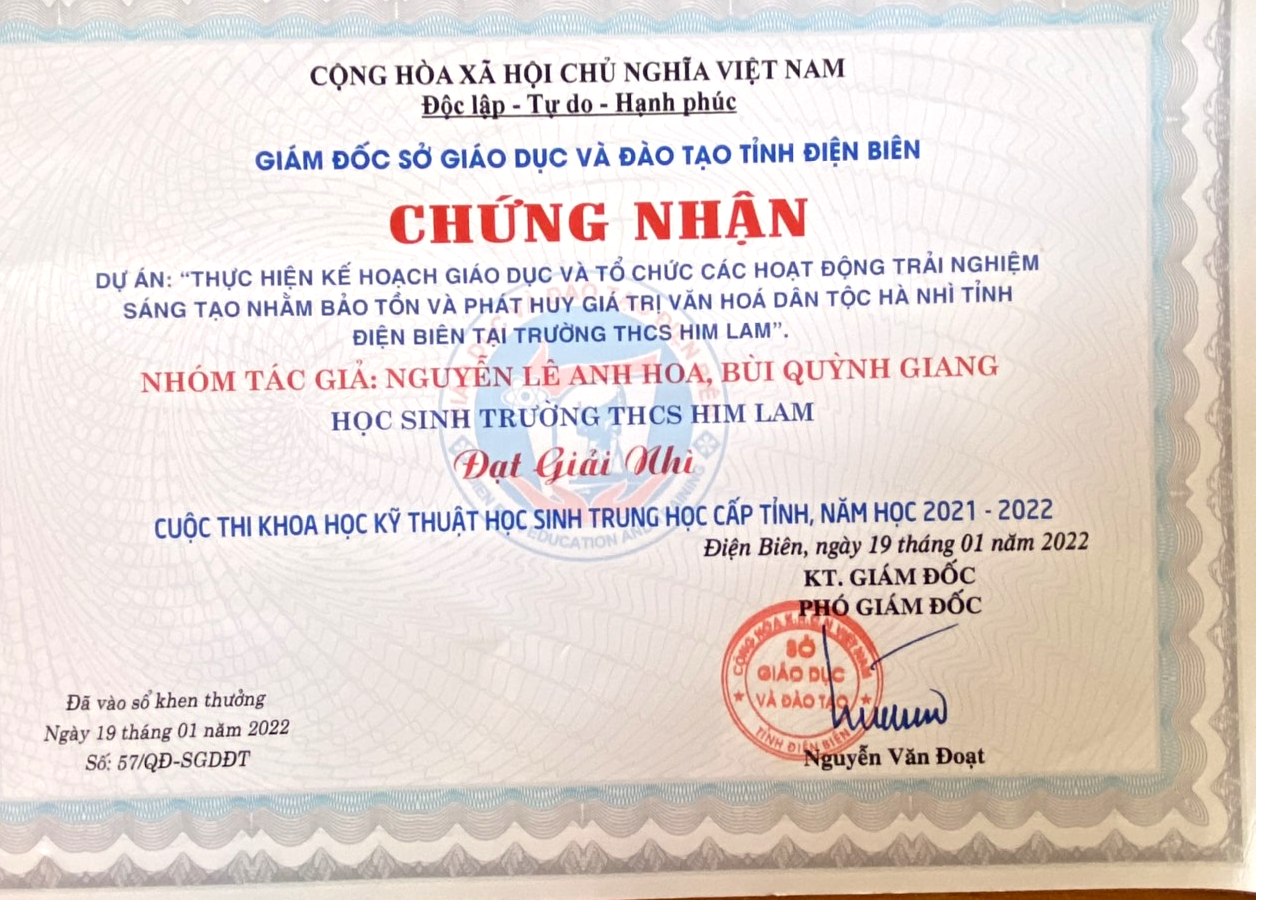 CỘNG HÒA XÃ HỘI CHỦ NGHĨA VIỆT NAM
Độc lập - Tự do - Hạnh phúc
GIÁM ĐỐC SỞ GIÁO DỤC VÀ ĐÀO TẠO TỈNH ĐIỆN BIÊN
CHỨNG NHẬN
DỰ ÁN: “THỰC HIỆN KẾ HOẠCH GIÁO DỤC VÀ TỔ CHỨC CÁC HOẠT ĐỘNG TRẢI NGHIỆM
SÁNG TẠO NHẰM BẢO TỒN VÀ PHÁT HUY GIÁ TRỊ VĂN HOÁ DÂN TỘC HÀ NHÌ TỈNH
ĐIỆN BIÊN TẠI TRƯỜNG THCS HIM LAM”.
NHÓM TÁC GIẢ: NGUYỄN LÊ ANH HOA, BÙI QUỲNH GIANG
HỌC SINH TRƯỜNG THCS HIM LAM
Đạt Giải Nhì
CUỘC THI KHOA HỌC KỸ THUẬT HỌC SINH TRUNG HỌC CẤP TỈNH, NĂM HỌC 2021 - 2022
Điện Biên, ngày 19 tháng 01 năm 2022
KT. GIÁM ĐỐC
PHÓ GIÁM ĐỐC
CỘNG HÒA X.H.C.N VIỆT NAM
SỞ
GIÁO DỤC
VÀ ĐÀO TẠO
TỈNH ĐIỆN BIÊN
Nguyễn Văn Đoạt
Đã vào sổ khen thưởng
Ngày 19 tháng 01 năm 2022
Số: 57/QĐ-SGDĐT